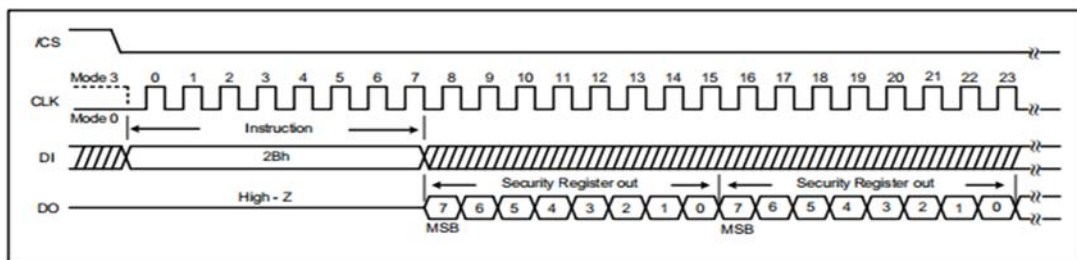 /CS
Mode 3 0 1 2 3 4 5 6 7 8 9 10 11 12 13 14 15 16 17 18 19 20 21 22 23
CLK
Mode 0
Instruction
DI 2Bh
Security Register out Security Register out
High - Z
DO 7 6 5 4 3 2 1 0 7 6 5 4 3 2 1 0
MSB MSB